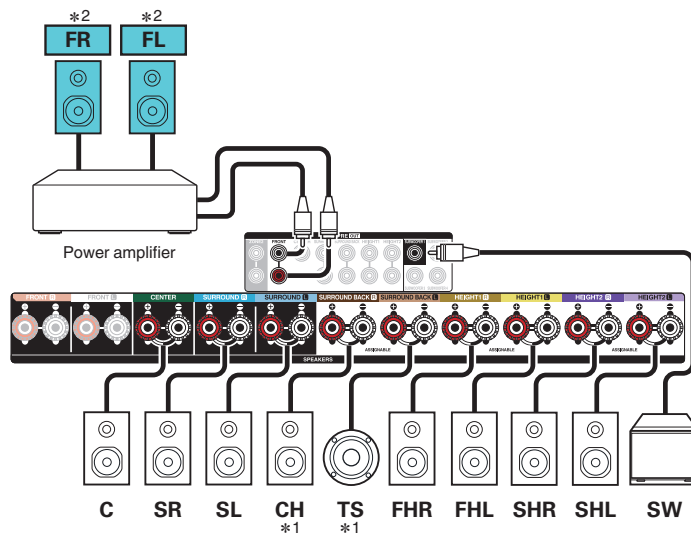 *2 *2
FR FL
Power amplifier
PRE OUT
FRONT
FRONT R FRONT L CENTER SURROUND R SURROUND L SURROUND BACK R SURROUND BACK L HEIGHT1 R HEIGHT1 L HEIGHT2 R HEIGHT2 L
ASSIGNABLE ASSIGNABLE ASSIGNABLE
SPEAKERS
C SR SL CH TS FHR FHL SHR SHL SW
*1 *1